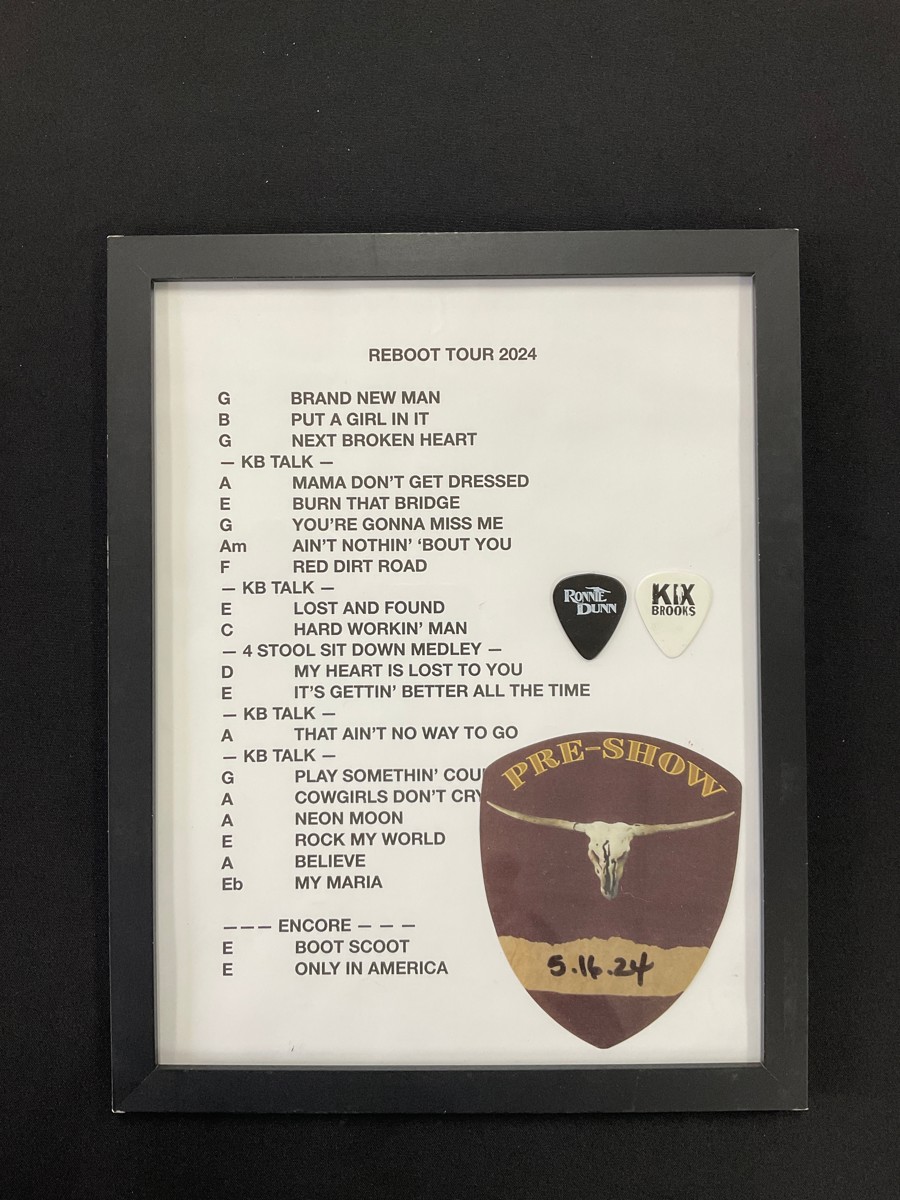 REBOOT TOUR 2024
G BRAND NEW MAN
B PUT A GIRL IN IT
G NEXT BROKEN HEART
— KB TALK —
A MAMA DON'T GET DRESSED
E BURN THAT BRIDGE
G YOU'RE GONNA MISS ME
Am AIN'T NOTHIN' ‘BOUT YOU
F RED DIRT ROAD
— KB TALK —
E LOST AND FOUND
C HARD WORKIN' MAN
— 4 STOOL SIT DOWN MEDLEY —
D MY HEART IS LOST TO YOU
E IT'S GETTIN' BETTER ALL THE TIME
— KB TALK —
A THAT AIN'T NO WAY TO GO
— KB TALK —
G PLAY SOMETHIN'
A COWGIRLS DON'T CRY
A NEON MOON
E ROCK MY WORLD
A BELIEVE
Eb MY MARIA
——— ENCORE — — —
E BOOT SCOOT
E ONLY IN AMERICA
RONNIE
DUNN
KIX
BROOKS
PRE-SHOW
5.16.24